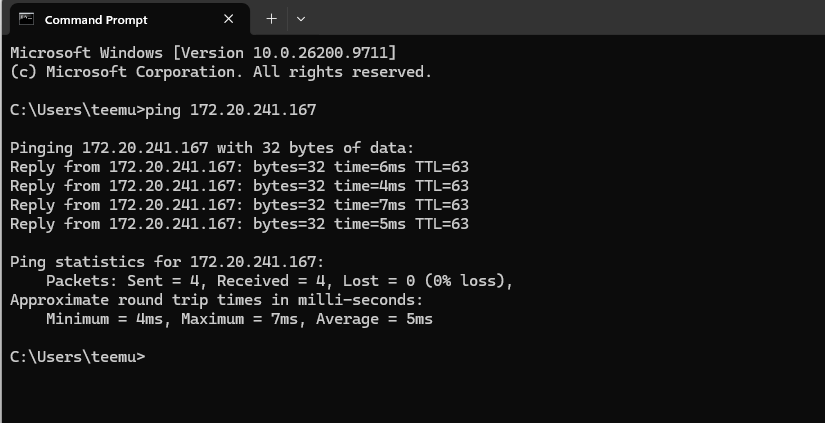 Command Prompt
Microsoft Windows [Version 10.0.26200.9711]
(c) Microsoft Corporation. All rights reserved.
C:\Users\teemu>ping 172.20.241.167
Pinging 172.20.241.167 with 32 bytes of data:
Reply from 172.20.241.167: bytes=32 time=6ms TTL=63
Reply from 172.20.241.167: bytes=32 time=4ms TTL=63
Reply from 172.20.241.167: bytes=32 time=7ms TTL=63
Reply from 172.20.241.167: bytes=32 time=5ms TTL=63
Ping statistics for 172.20.241.167:
    Packets: Sent = 4, Received = 4, Lost = 0 (0% loss),
Approximate round trip times in milli-seconds:
    Minimum = 4ms, Maximum = 7ms, Average = 5ms
C:\Users\teemu>